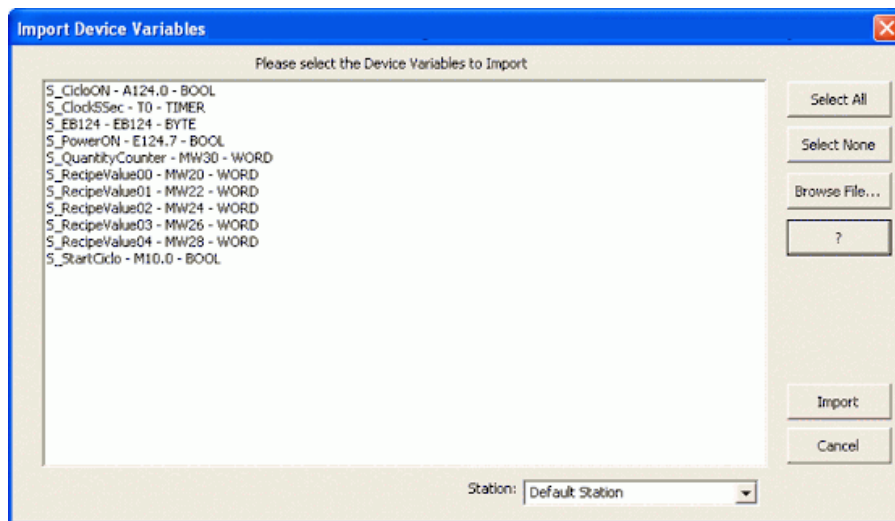 Import Device Variables
Please select the Device Variables to Import
S_CicloON - A124.0 - BOOL
S_Clock5Sec - T0 - TIMER
S_EB124 - EB124 - BYTE
S_PowerON - E124.7 - BOOL
S_QuantityCounter - MW30 - WORD
S_RecipeValue00 - MW20 - WORD
S_RecipeValue01 - MW22 - WORD
S_RecipeValue02 - MW24 - WORD
S_RecipeValue03 - MW26 - WORD
S_RecipeValue04 - MW28 - WORD
S_StartCiclo - M10.0 - BOOL
Select All
Select None
Browse File...
?
Import
Cancel
Station: Default Station